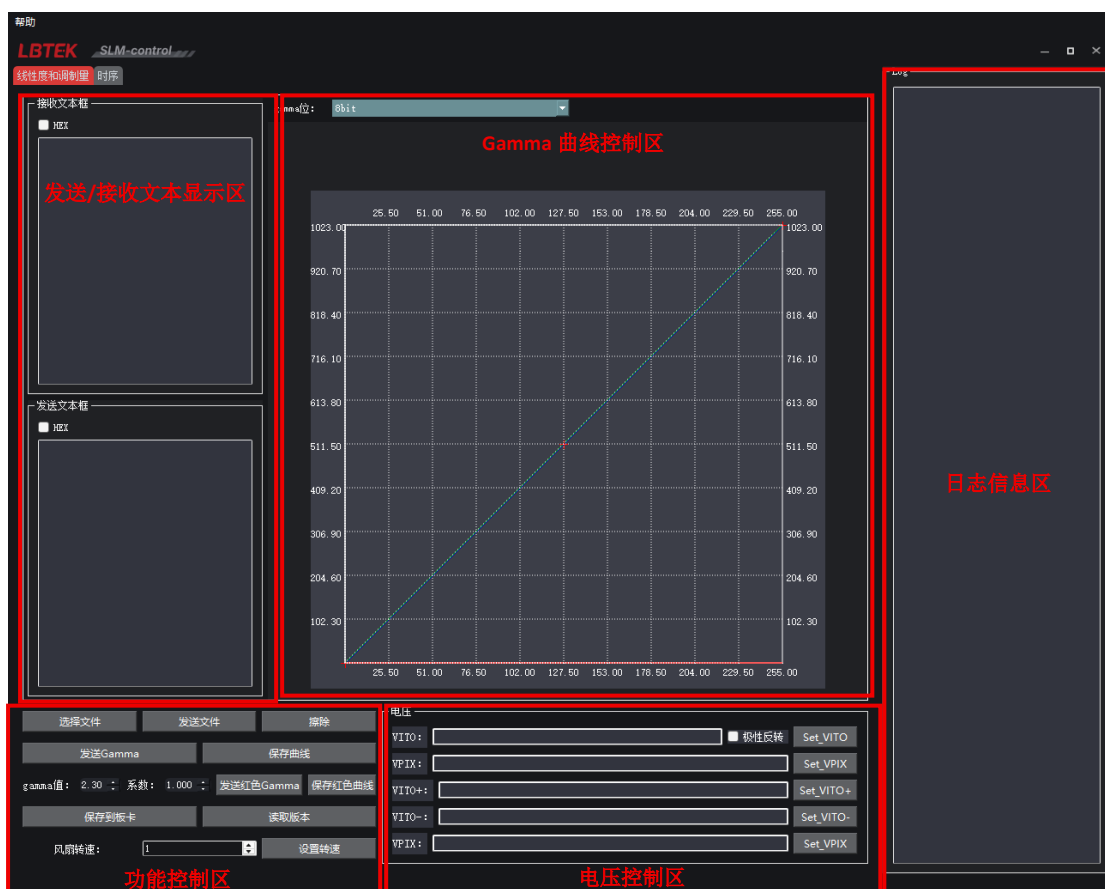 帮助
LBTEK SLM-control
线性度和调制量 时序
接收文本框
HEX
发送/接收文本显示区
发送文本框
HEX
8bit
Gamma 曲线控制区
25.50 51.00 76.50 102.00 127.50 153.00 178.50 204.00 229.50 255.00
1023.00 1023.00
920.70 920.70
818.40 818.40
716.10 716.10
613.80 613.80
511.50 511.50
409.20 409.20
306.90 306.90
204.60 204.60
102.30 102.30
25.50 51.00 76.50 102.00 127.50 153.00 178.50 204.00 229.50 255.00
Log
日志信息区
选择文件 发送文件 擦除
发送Gamma 保存曲线
gamma值: 2.30 系数: 1.000 发送红色Gamma 保存红色曲线
保存到板卡 读取版本
风扇转速: 1 设置转速
功能控制区
电压
VITO: 极性反转 Set_VITO
VPIX: Set_VPIX
VITO+: Set_VITO+
VITO-: Set_VITO-
VPIX: Set_VPIX
电压控制区